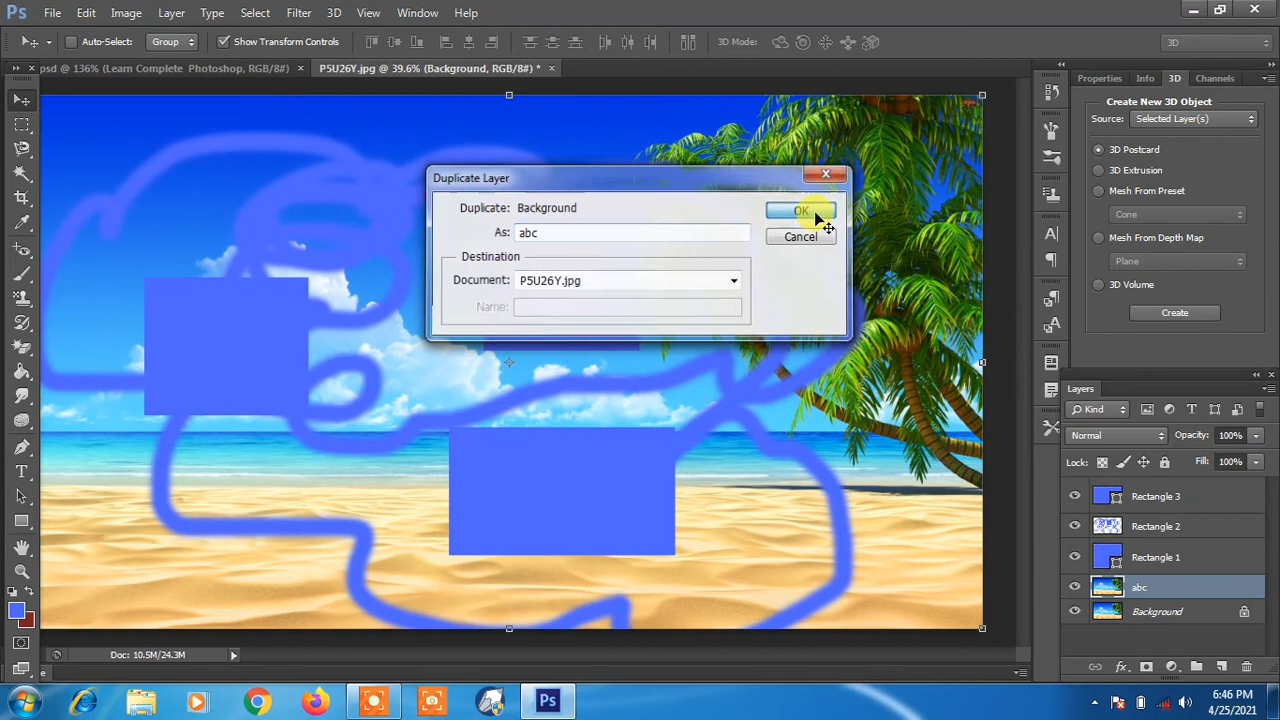 Ps File Edit Image Layer Type Select Filter 3D View Window Help
Auto-Select: Group Show Transform Controls 3D Mode: 3D
psd @ 136% (Learn Complete Photoshop, RGB/8#) × P5U26Y.jpg @ 39.6% (Background, RGB/8#) * ×
Properties Info 3D Channels
Create New 3D Object
Source: Selected Layer(s)
3D Postcard
3D Extrusion
Mesh From Preset
Cone
Mesh From Depth Map
Plane
3D Volume
Create
Duplicate Layer
Duplicate: Background
OK
As: abc
Cancel
Destination
Document: P5U26Y.jpg
Name:
Layers
Kind
Normal Opacity: 100%
Lock: Fill: 100%
Rectangle 3
Rectangle 2
Rectangle 1
abc
Background
Doc: 10.5M/24.3M
e
Ps
6:46 PM
4/25/2021